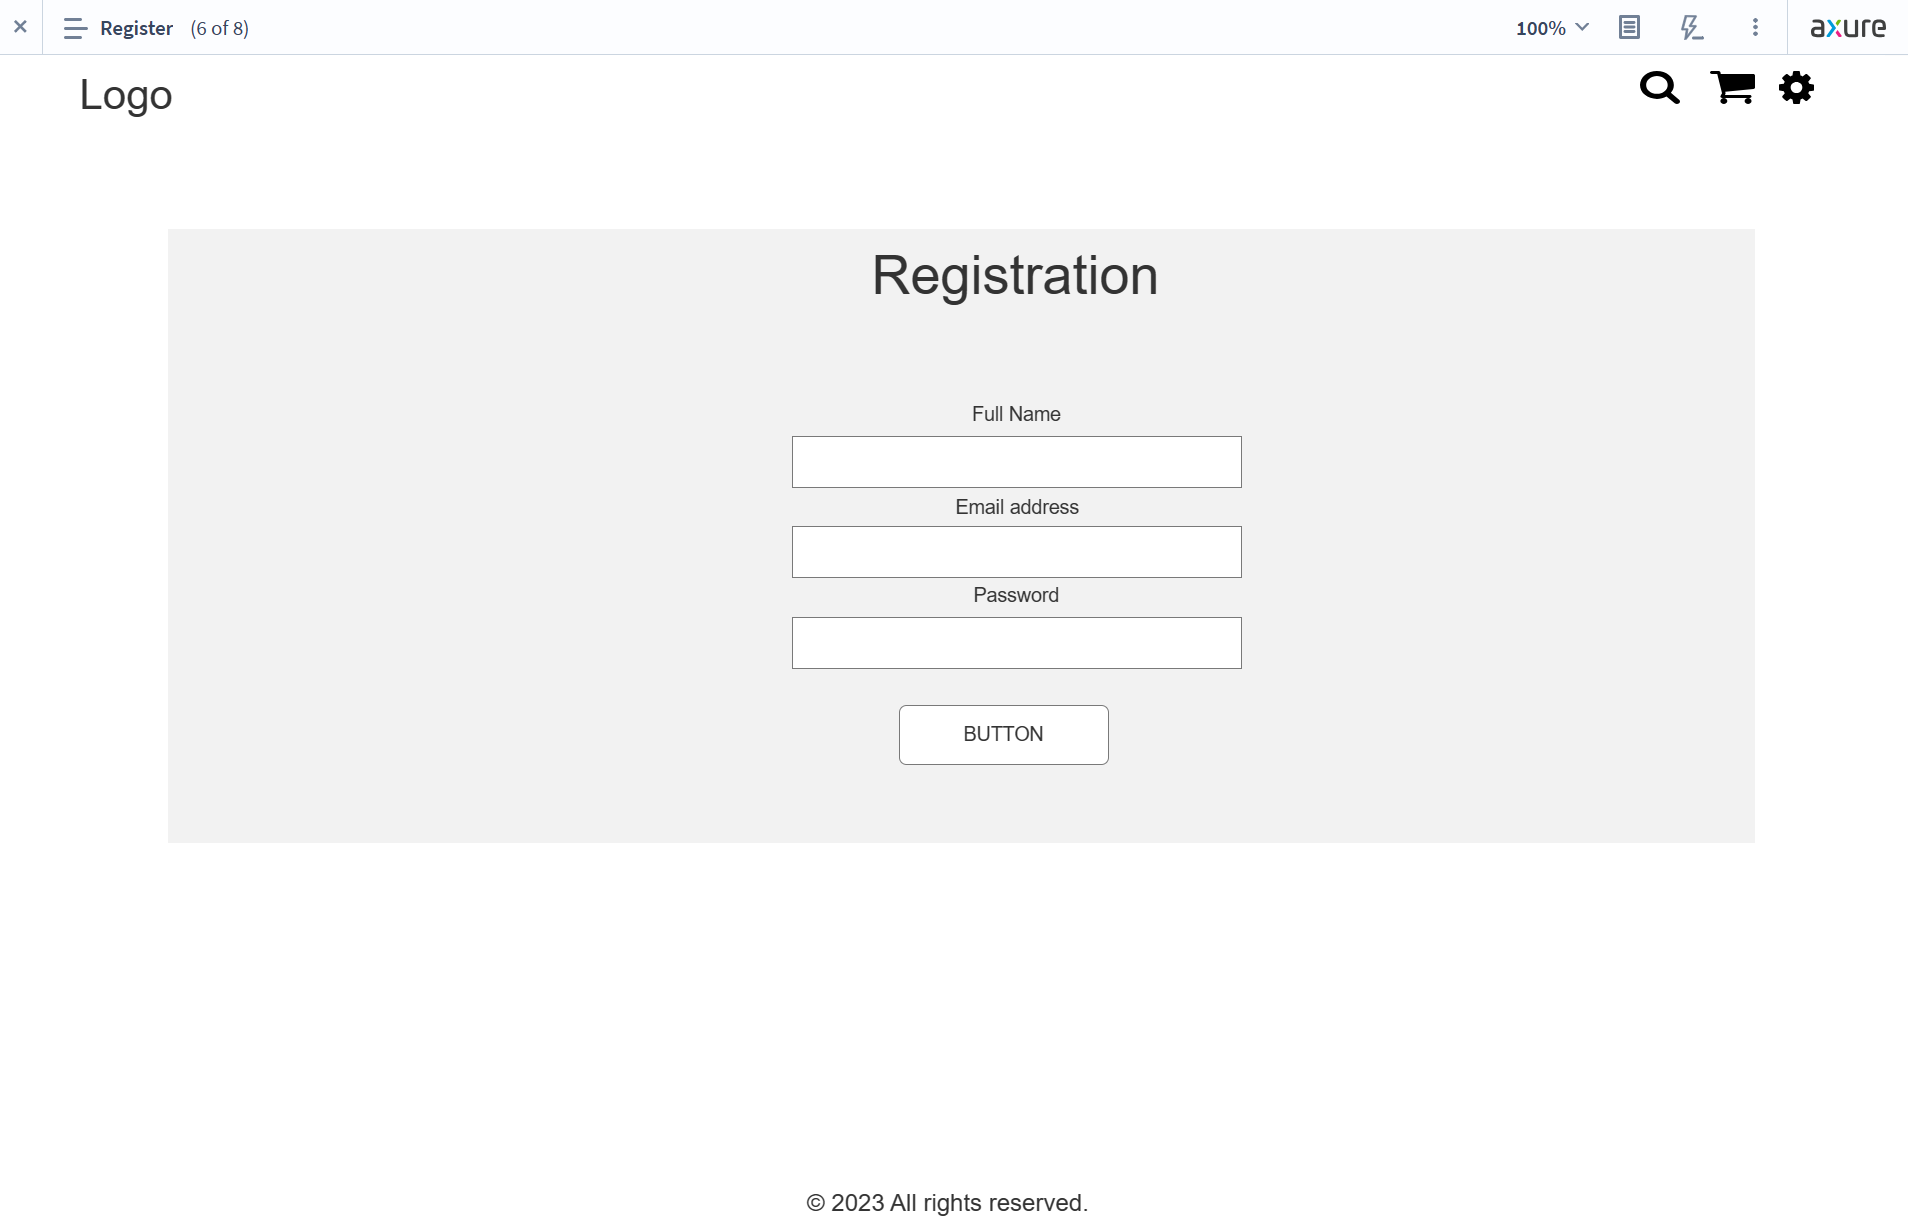 Register (6 of 8) 100% axure
Logo
Registration
Full Name
Email address
Password
BUTTON
© 2023 All rights reserved.